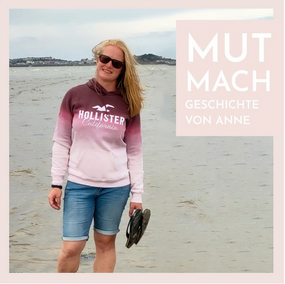 MUT
MACH
GESCHICHTE
VON ANNE
HOLLISTER
California